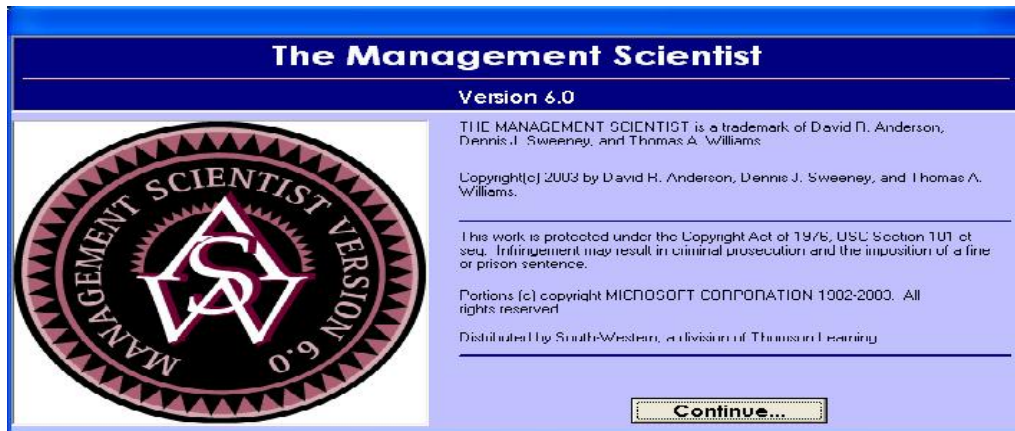 The Management Scientist
Version 6.0
THE MANAGEMENT SCIENTIST is a trademark of David R. Anderson,
Dennis J. Sweeney, and Thomas A. Williams
Copyright(c) 2003 by David R. Anderson, Dennis J. Sweeney, and Thomas A.
Williams.
This work is protected under the Copyright Act of 1976, USC Section 101 et
seq. Infringement may result in criminal prosecution and the imposition of a fine
or prison sentence.
Portions (c) copyright MICROSOFT CORPORATION All
rights reserved
Distributed by South-Western, a division of Thomson Learning
MANAGEMENT SCIENTIST VERSION 6.0
ASW
Continue...